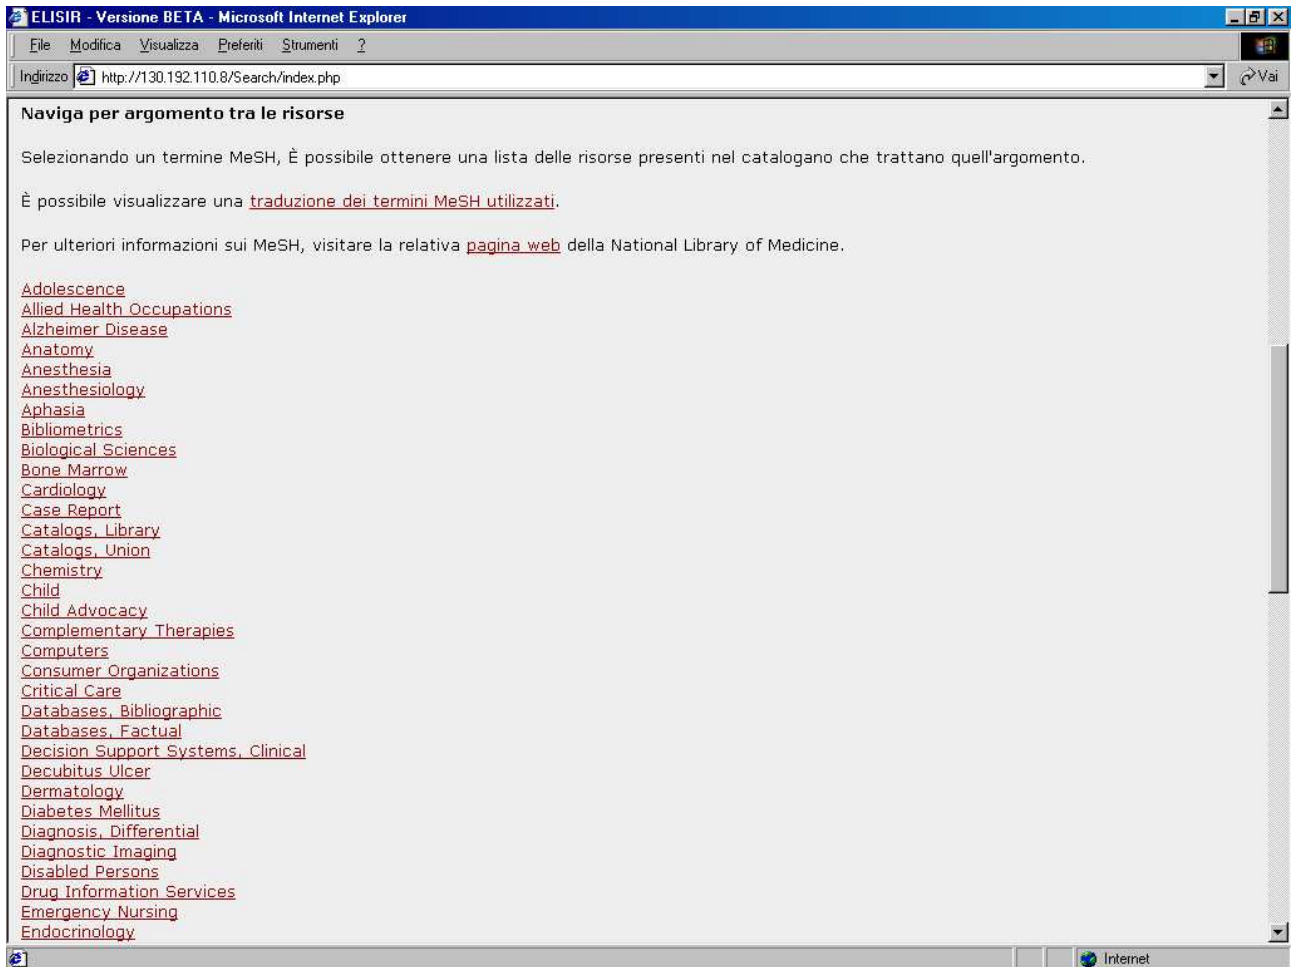 ELISIR - Versione BETA - Microsoft Internet Explorer
File Modifica Visualizza Preferiti Strumenti ?
Indirizzo http://130.192.110.8/Search/index.php Vai
Naviga per argomento tra le risorse
Selezionando un termine MeSH, È possibile ottenere una lista delle risorse presenti nel catalogano che trattano quell'argomento.
È possibile visualizzare una traduzione dei termini MeSH utilizzati.
Per ulteriori informazioni sui MeSH, visitare la relativa pagina web della National Library of Medicine.
Adolescence
Allied Health Occupations
Alzheimer Disease
Anatomy
Anesthesia
Anesthesiology
Aphasia
Bibliometrics
Biological Sciences
Bone Marrow
Cardiology
Case Report
Catalogs, Library
Catalogs, Union
Chemistry
Child
Child Advocacy
Complementary Therapies
Computers
Consumer Organizations
Critical Care
Databases, Bibliographic
Databases, Factual
Decision Support Systems, Clinical
Decubitus Ulcer
Dermatology
Diabetes Mellitus
Diagnosis, Differential
Diagnostic Imaging
Disabled Persons
Drug Information Services
Emergency Nursing
Endocrinology
Internet